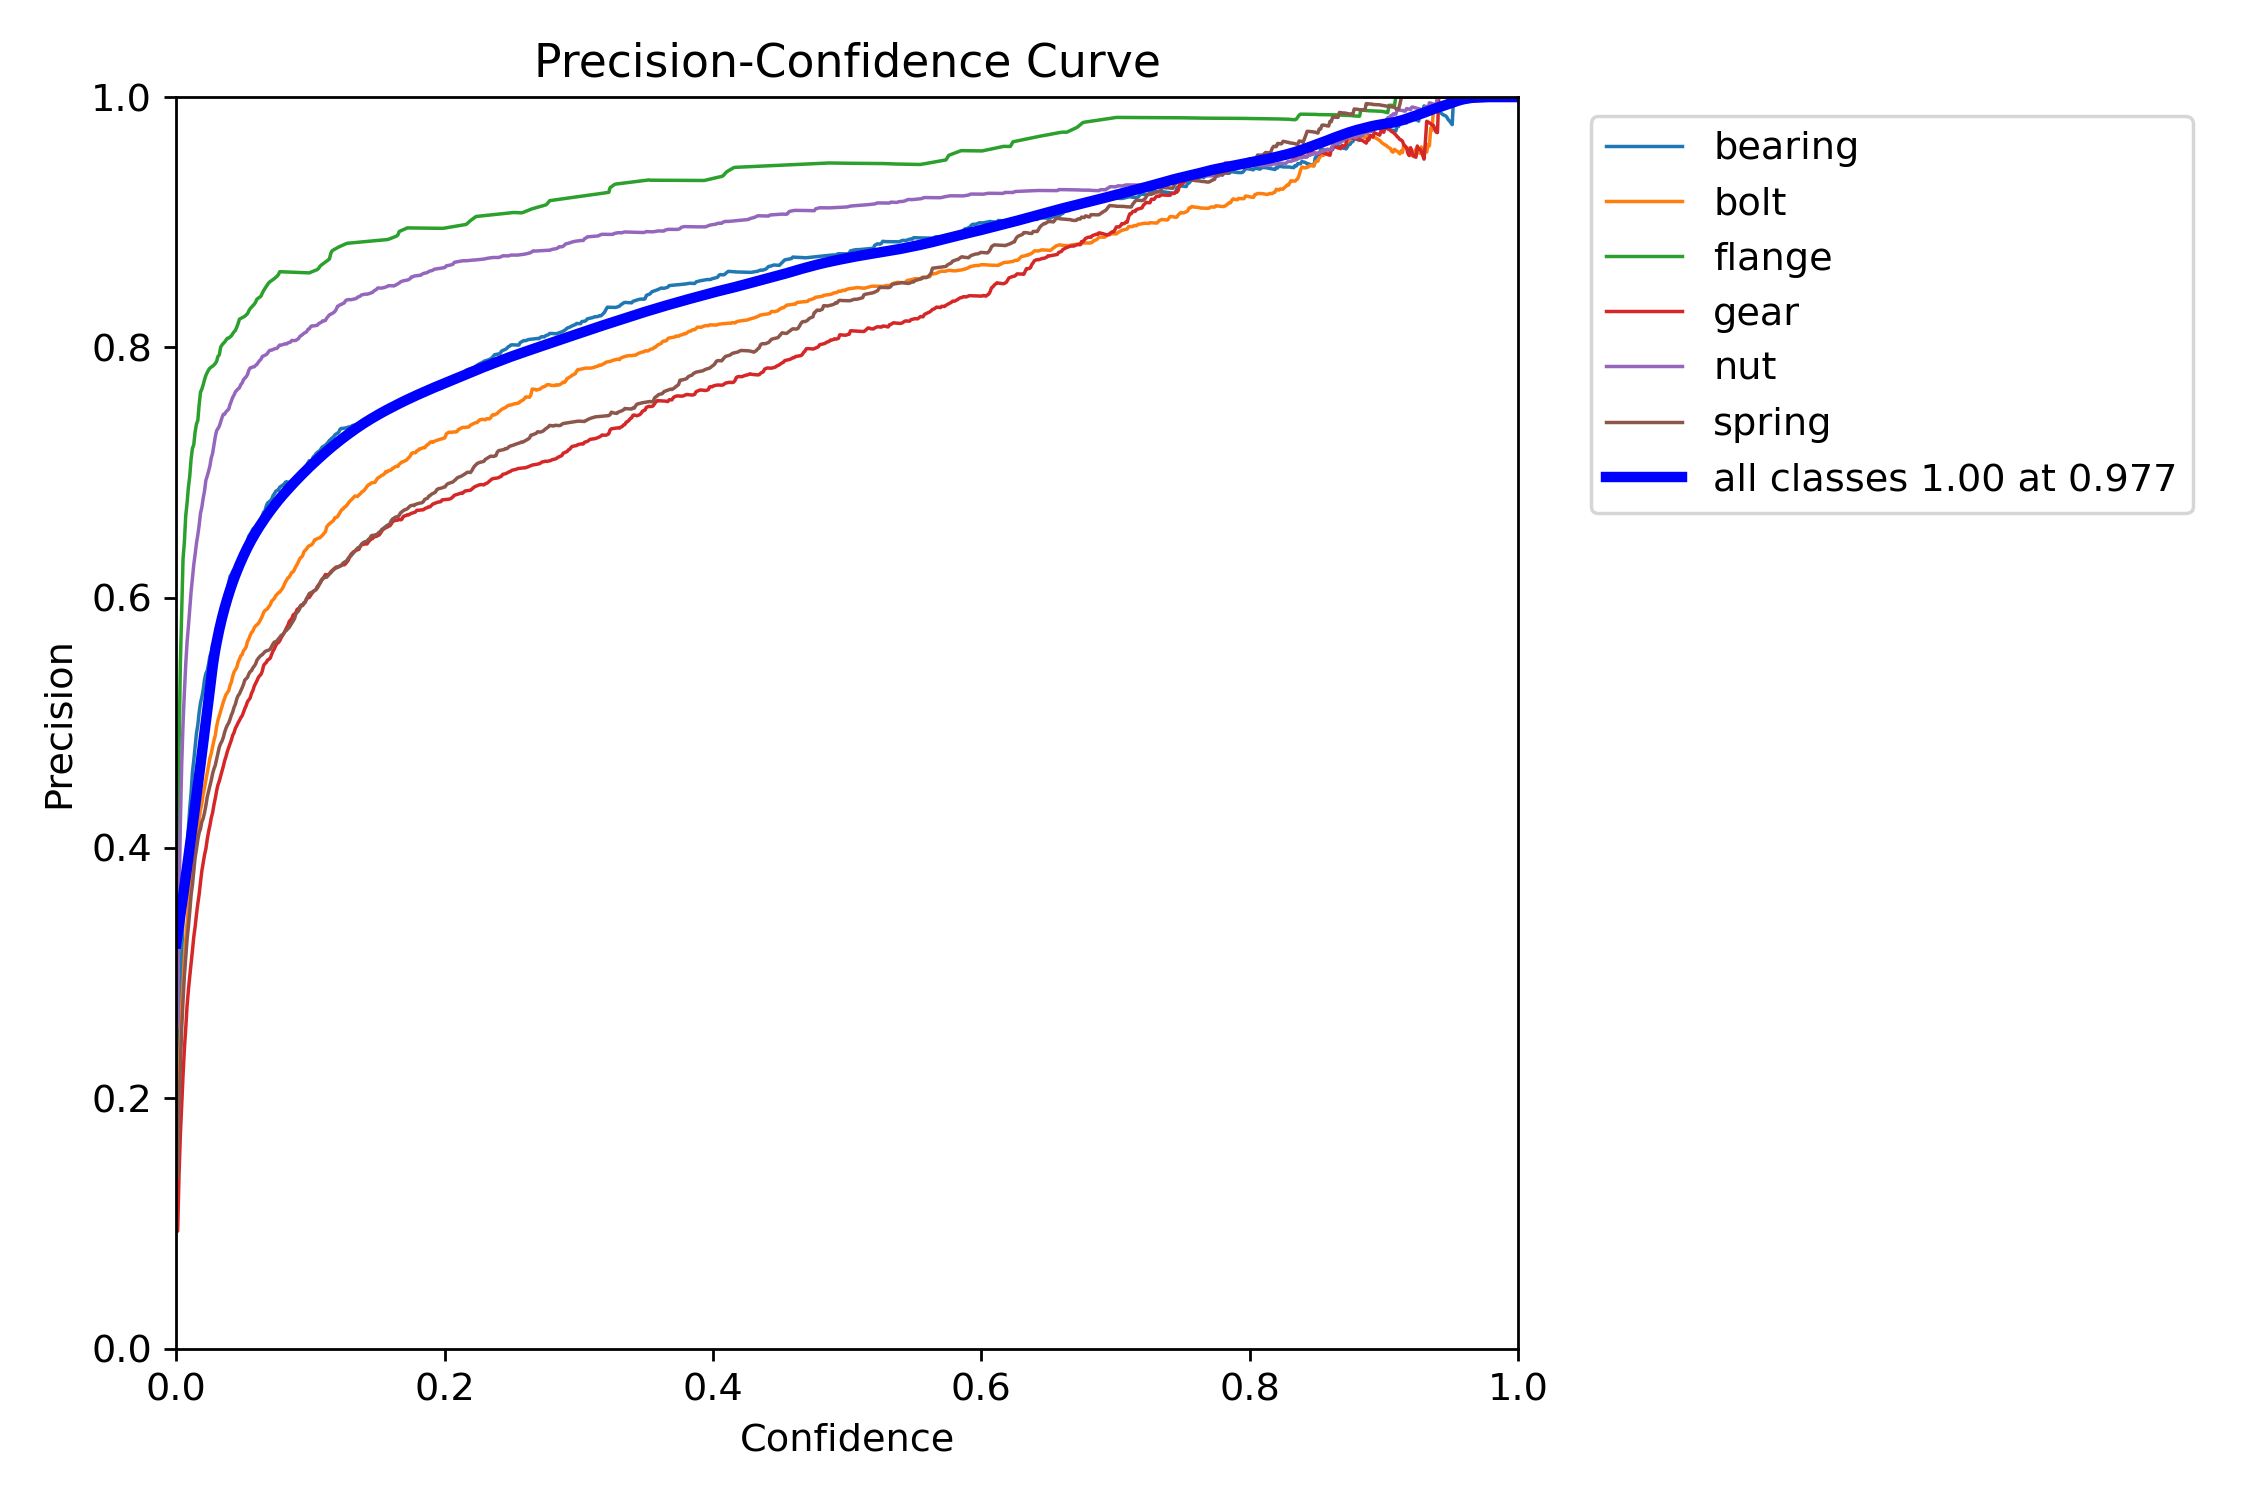 Precision-Confidence Curve
1.0
0.8
0.6
0.4
0.2
0.0
Precision
0.0 0.2 0.4 0.6 0.8 1.0
Confidence
bearing
bolt
flange
gear
nut
spring
all classes 1.00 at 0.977